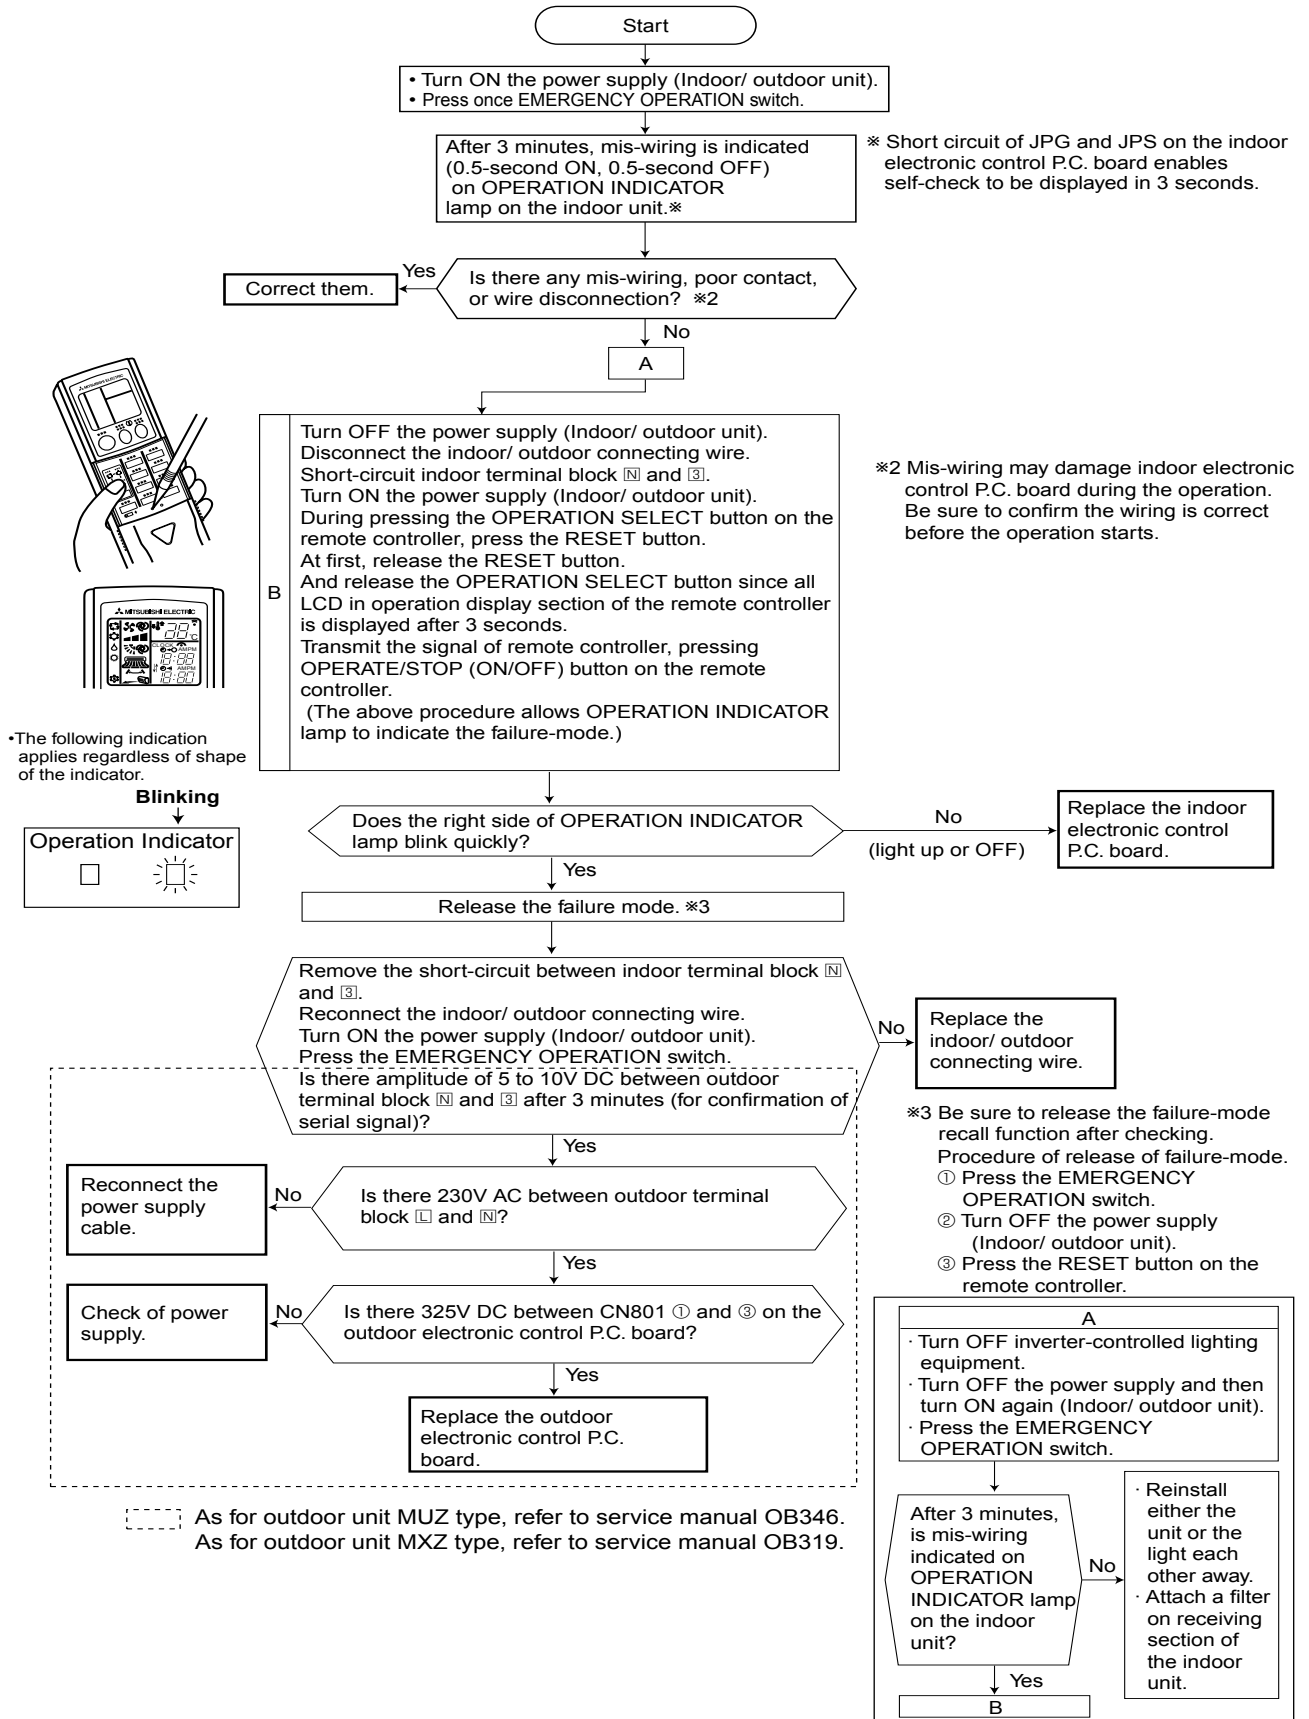 Start
• Turn ON the power supply (Indoor/ outdoor unit).
• Press once EMERGENCY OPERATION switch.
After 3 minutes, mis-wiring is indicated
(0.5-second ON, 0.5-second OFF)
on OPERATION INDICATOR
lamp on the indoor unit.※
※ Short circuit of JPG and JPS on the indoor
electronic control P.C. board enables
self-check to be displayed in 3 seconds.
Is there any mis-wiring, poor contact,
or wire disconnection? ※2
Yes
Correct them.
No
A
MITSUBISHI ELECTRIC
B
Turn OFF the power supply (Indoor/ outdoor unit).
Disconnect the indoor/ outdoor connecting wire.
Short-circuit indoor terminal block 🄽 and ③.
Turn ON the power supply (Indoor/ outdoor unit).
During pressing the OPERATION SELECT button on the
remote controller, press the RESET button.
At first, release the RESET button.
And release the OPERATION SELECT button since all
LCD in operation display section of the remote controller
is displayed after 3 seconds.
Transmit the signal of remote controller, pressing
OPERATE/STOP (ON/OFF) button on the remote
controller.
(The above procedure allows OPERATION INDICATOR
lamp to indicate the failure-mode.)
※2 Mis-wiring may damage indoor electronic
control P.C. board during the operation.
Be sure to confirm the wiring is correct
before the operation starts.
MITSUBISHI ELECTRIC
88 °C
CLOCK AMPM
18:88
AMPM
18:88
•The following indication
applies regardless of shape
of the indicator.
Blinking
Operation Indicator
Does the right side of OPERATION INDICATOR
lamp blink quickly?
No
(light up or OFF)
Replace the indoor
electronic control
P.C. board.
Yes
Release the failure mode. ※3
Remove the short-circuit between indoor terminal block 🄽
and ③.
Reconnect the indoor/ outdoor connecting wire.
Turn ON the power supply (Indoor/ outdoor unit).
Press the EMERGENCY OPERATION switch.
Is there amplitude of 5 to 10V DC between outdoor
terminal block 🄽 and ③ after 3 minutes (for confirmation of
serial signal)?
No
Replace the
indoor/ outdoor
connecting wire.
Yes
Is there 230V AC between outdoor terminal
block 🄻 and 🄽?
No
Reconnect the
power supply
cable.
Yes
Is there 325V DC between CN801 ① and ③ on the
outdoor electronic control P.C. board?
No
Check of power
supply.
Yes
Replace the outdoor
electronic control P.C.
board.
As for outdoor unit MUZ type, refer to service manual OB346.
As for outdoor unit MXZ type, refer to service manual OB319.
※3 Be sure to release the failure-mode
recall function after checking.
Procedure of release of failure-mode.
① Press the EMERGENCY
OPERATION switch.
② Turn OFF the power supply
(Indoor/ outdoor unit).
③ Press the RESET button on the
remote controller.
A
· Turn OFF inverter-controlled lighting
equipment.
· Turn OFF the power supply and then
turn ON again (Indoor/ outdoor unit).
· Press the EMERGENCY
OPERATION switch.
After 3 minutes,
is mis-wiring
indicated on
OPERATION
INDICATOR lamp
on the indoor
unit?
No
· Reinstall
either the
unit or the
light each
other away.
· Attach a filter
on receiving
section of
the indoor
unit.
Yes
B